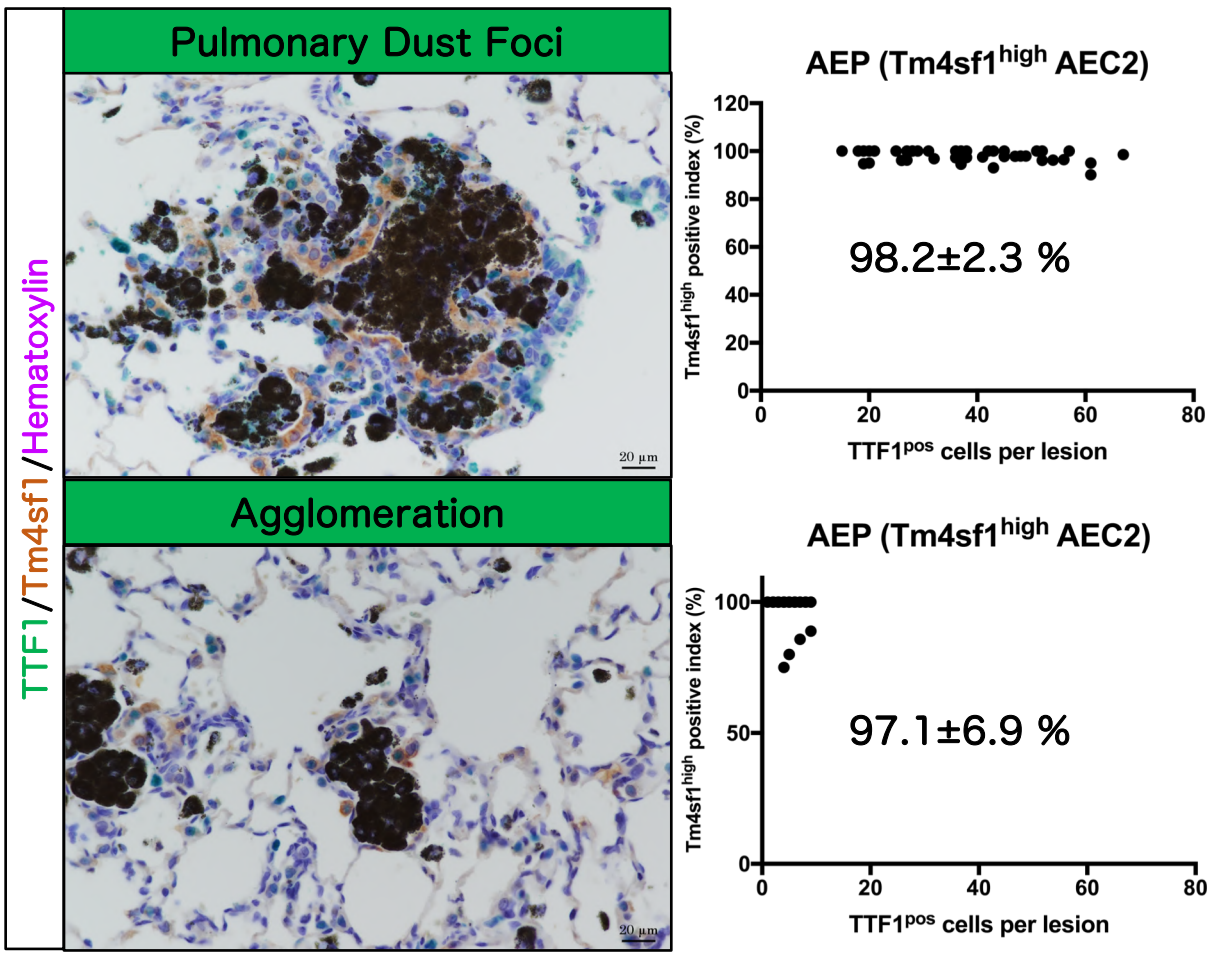 TTF1/Tm4sf1/Hematoxylin
Pulmonary Dust Foci
20 μm
AEP (Tm4sf1high AEC2)
Tm4sf1high positive index (%)
120
100
80
60
40
20
0
98.2±2.3 %
0 20 40 60 80
TTF1pos cells per lesion
Agglomeration
20 μm
AEP (Tm4sf1high AEC2)
Tm4sf1high positive index (%)
100
50
0
97.1±6.9 %
0 20 40 60 80
TTF1pos cells per lesion